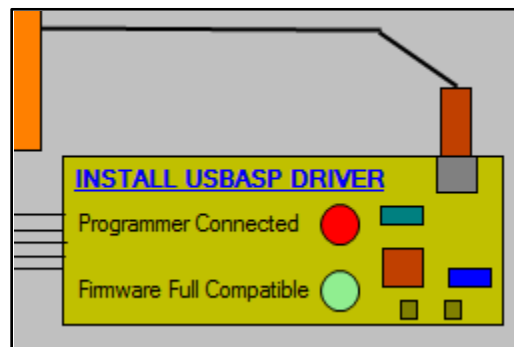 INSTALL USBASP DRIVER
Programmer Connected
Firmware Full Compatible